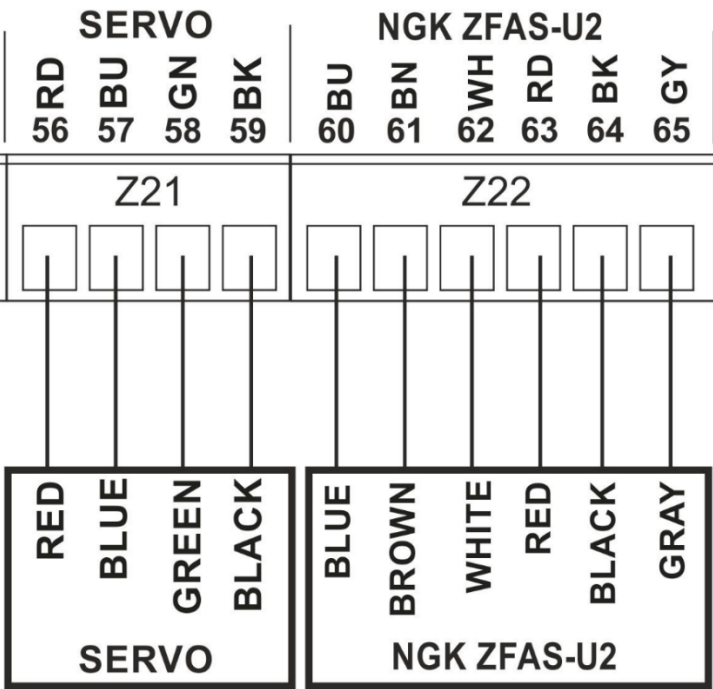 SERVO NGK ZFAS-U2
RD BU GN BK BU BN WH RD BK GY
56 57 58 59 60 61 62 63 64 65
Z21 Z22
RED BLUE GREEN BLACK BLUE BROWN WHITE RED BLACK GRAY
SERVO NGK ZFAS-U2